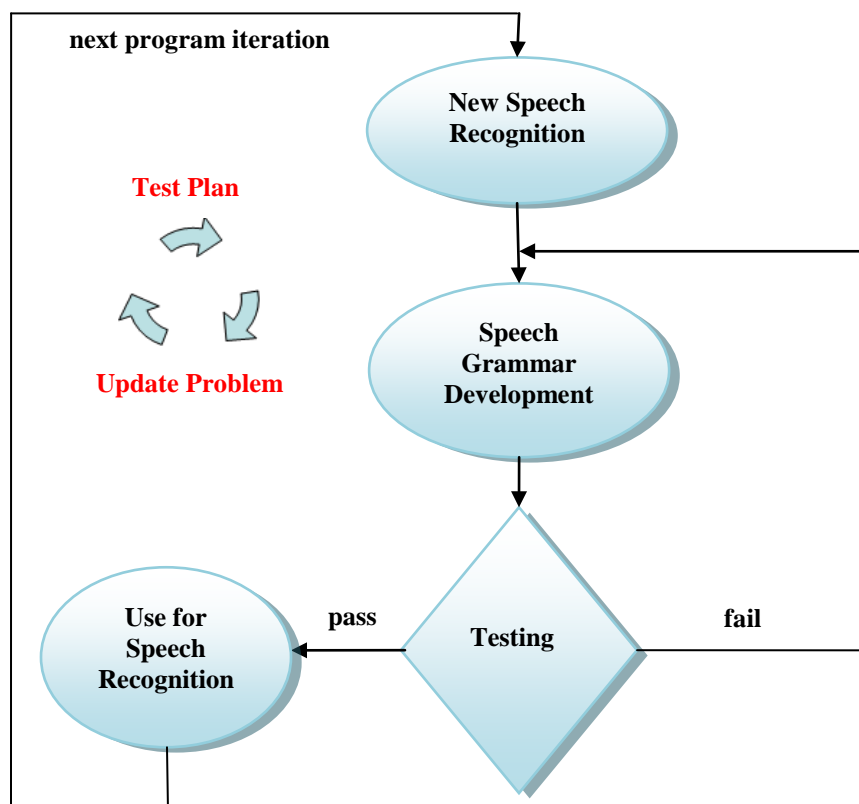 next program iteration
New Speech
Recognition
Test Plan
Update Problem
Speech
Grammar
Development
Testing
pass
fail
Use for
Speech
Recognition